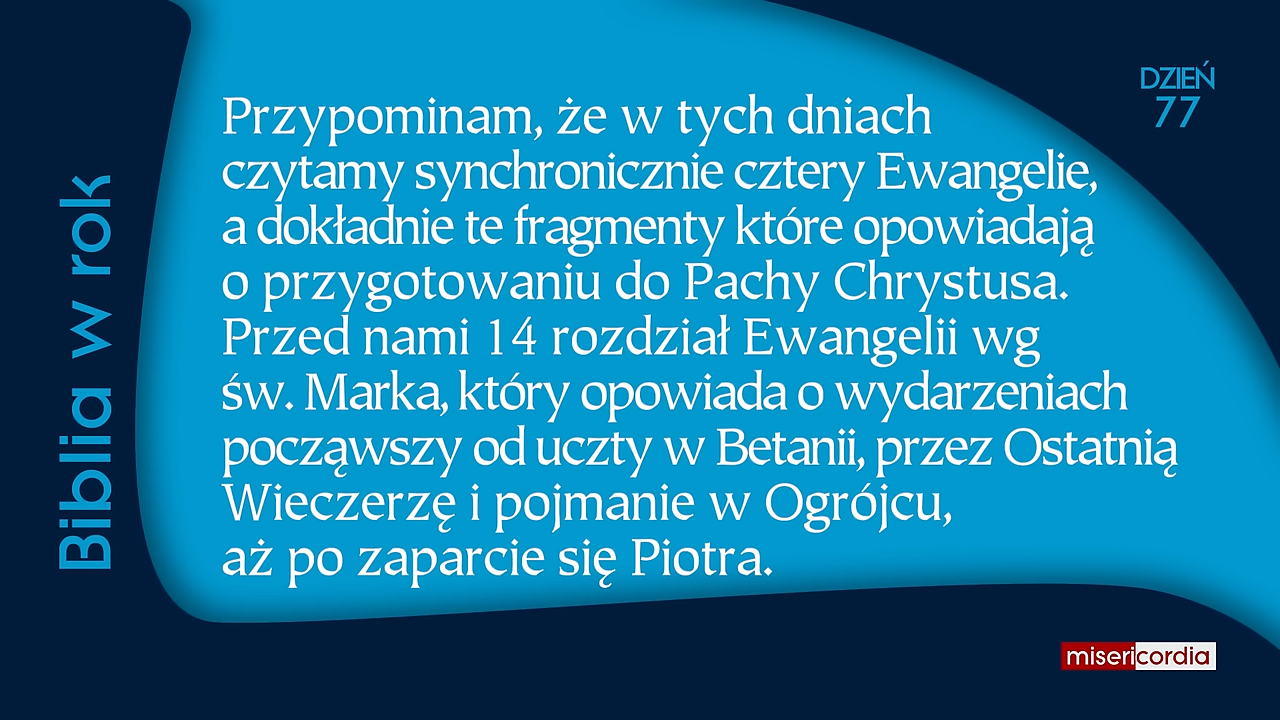 DZIEŃ
77
Biblia w rok
Przypominam, że w tych dniach
czytamy synchronicznie cztery Ewangelie,
a dokładnie te fragmenty które opowiadają
o przygotowaniu do Pachy Chrystusa.
Przed nami 14 rozdział Ewangelii wg
św. Marka, który opowiada o wydarzeniach
począwszy od uczty w Betanii, przez Ostatnią
Wieczerzę i pojmanie w Ogrójcu,
aż po zaparcie się Piotra.
misericordia